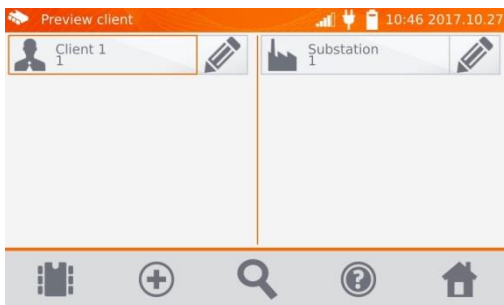 Preview client
10:46 2017.10.27
Client 1
1
Substation
1